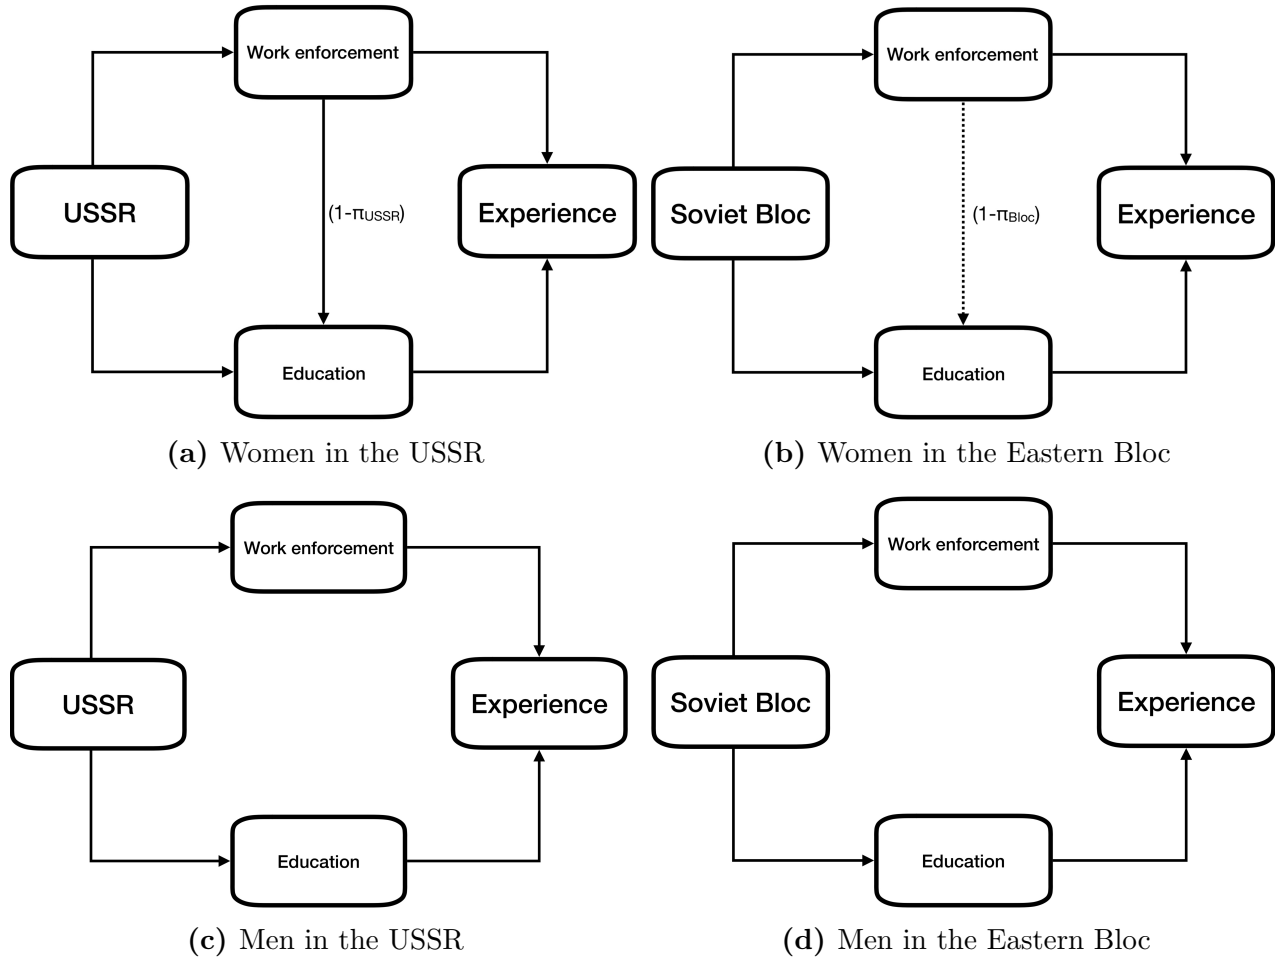 Work enforcement
USSR
(1-πUSSR)
Experience
Education
(a) Women in the USSR
Work enforcement
Soviet Bloc
(1-πBloc)
Experience
Education
(b) Women in the Eastern Bloc
Work enforcement
USSR
Experience
Education
(c) Men in the USSR
Work enforcement
Soviet Bloc
Experience
Education
(d) Men in the Eastern Bloc